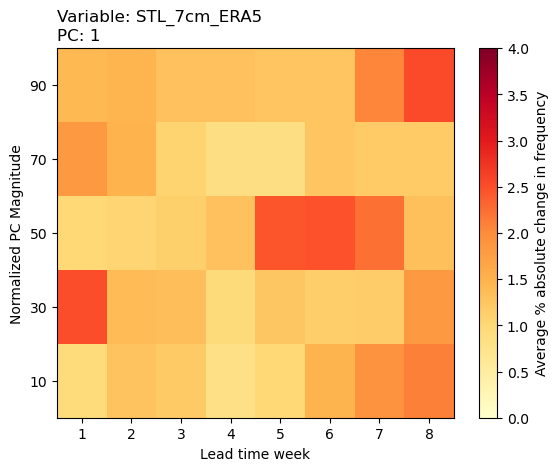 Variable: STL_7cm_ERA5
PC: 1
90
70
50
30
10
Normalized PC Magnitude
1 2 3 4 5 6 7 8
Lead time week
4.0
3.5
3.0
2.5
2.0
1.5
1.0
0.5
0.0
Average % absolute change in frequency